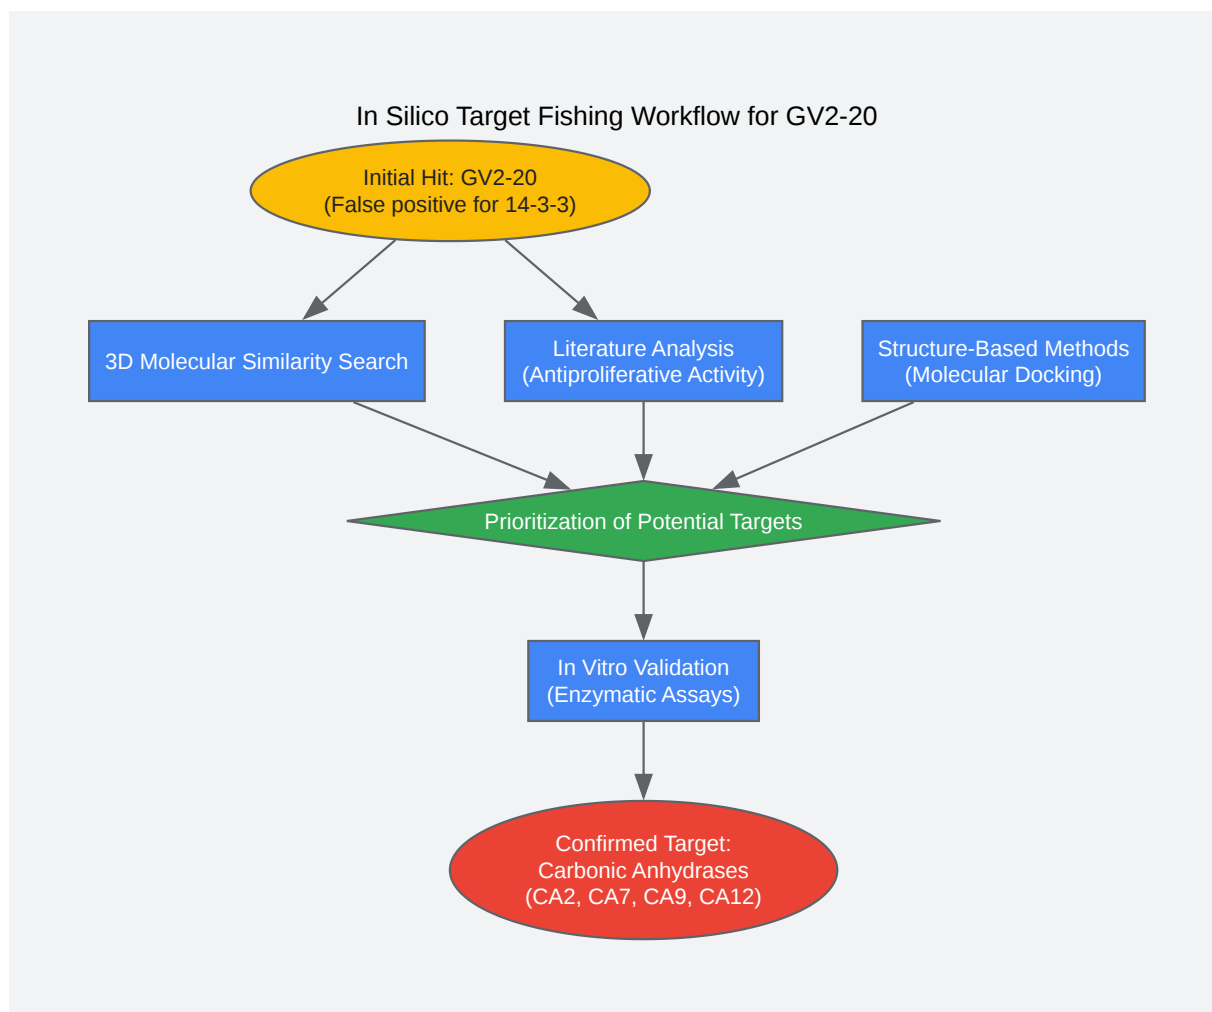 In Silico Target Fishing Workflow for GV2-20
Initial Hit: GV2-20
(False positive for 14-3-3)
3D Molecular Similarity Search
Literature Analysis
(Antiproliferative Activity)
Structure-Based Methods
(Molecular Docking)
Prioritization of Potential Targets
In Vitro Validation
(Enzymatic Assays)
Confirmed Target:
Carbonic Anhydrases
(CA2, CA7, CA9, CA12)